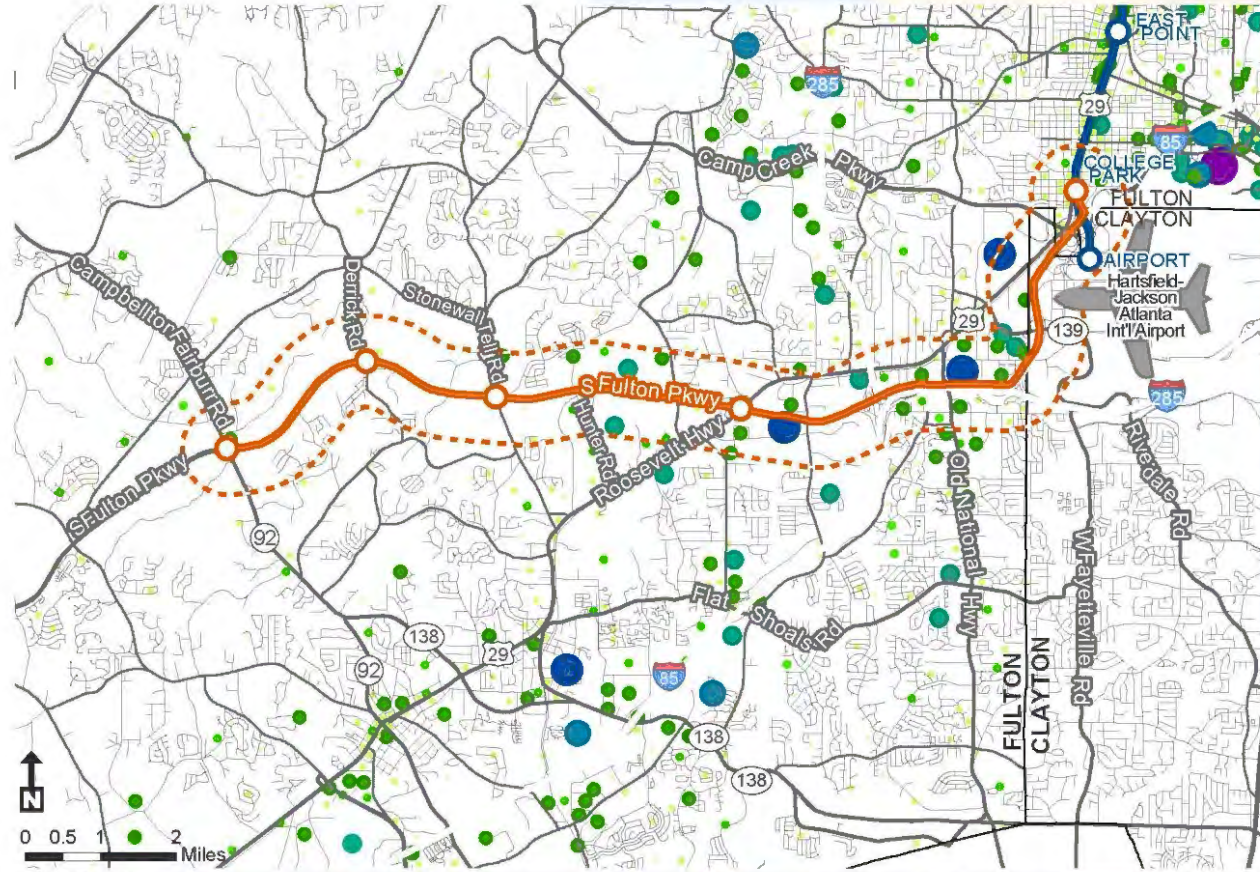 EAST
POINT
285
29
85
Camp Creek Pkwy
COLLEGE
PARK
FULTON
CLAYTON
AIRPORT
Hartsfield-
Jackson
Atlanta
Int'l Airport
Campbellton Fairburn Rd
Derrick Rd
Stonewall Tell Rd
29
139
S Fulton Pkwy
285
Hunter Rd
Roosevelt Hwy
S Fulton Pkwy
Old National Hwy
Riverdale Rd
92
W Fayetteville Rd
Flat Shoals Rd
138
29
92
85
FULTON
CLAYTON
138
138
N
0 0.5 1 2
Miles